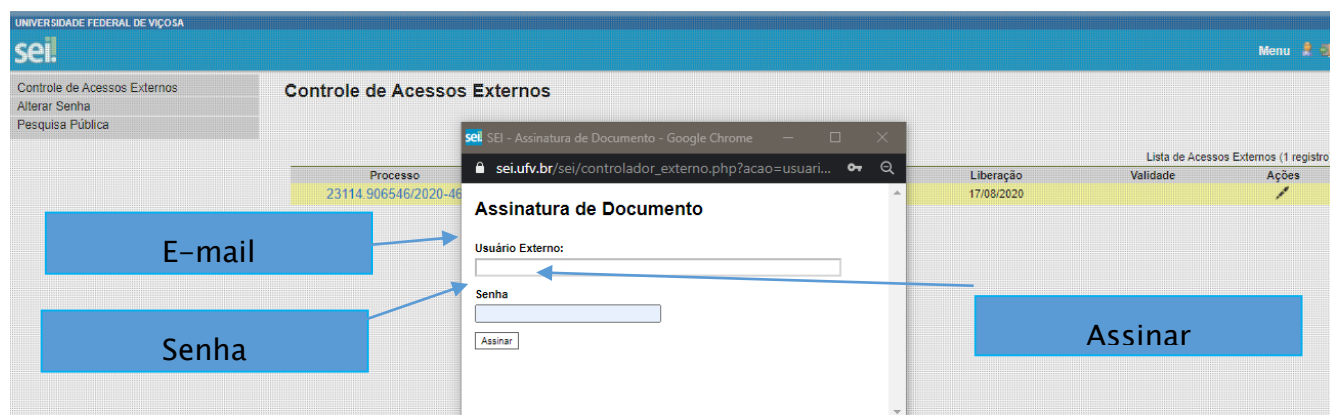 UNIVERSIDADE FEDERAL DE VIÇOSA
sei!
Menu
Controle de Acessos Externos
Alterar Senha
Pesquisa Pública
Controle de Acessos Externos
SEI - Assinatura de Documento - Google Chrome
sei.ufv.br/sei/controlador_externo.php?acao=usuari...
Lista de Acessos Externos (1 registro
Processo
Liberação
Validade
Ações
23114.906546/2020-46
17/08/2020
Assinatura de Documento
Usuário Externo:
Senha
Assinar
E-mail
Senha
Assinar